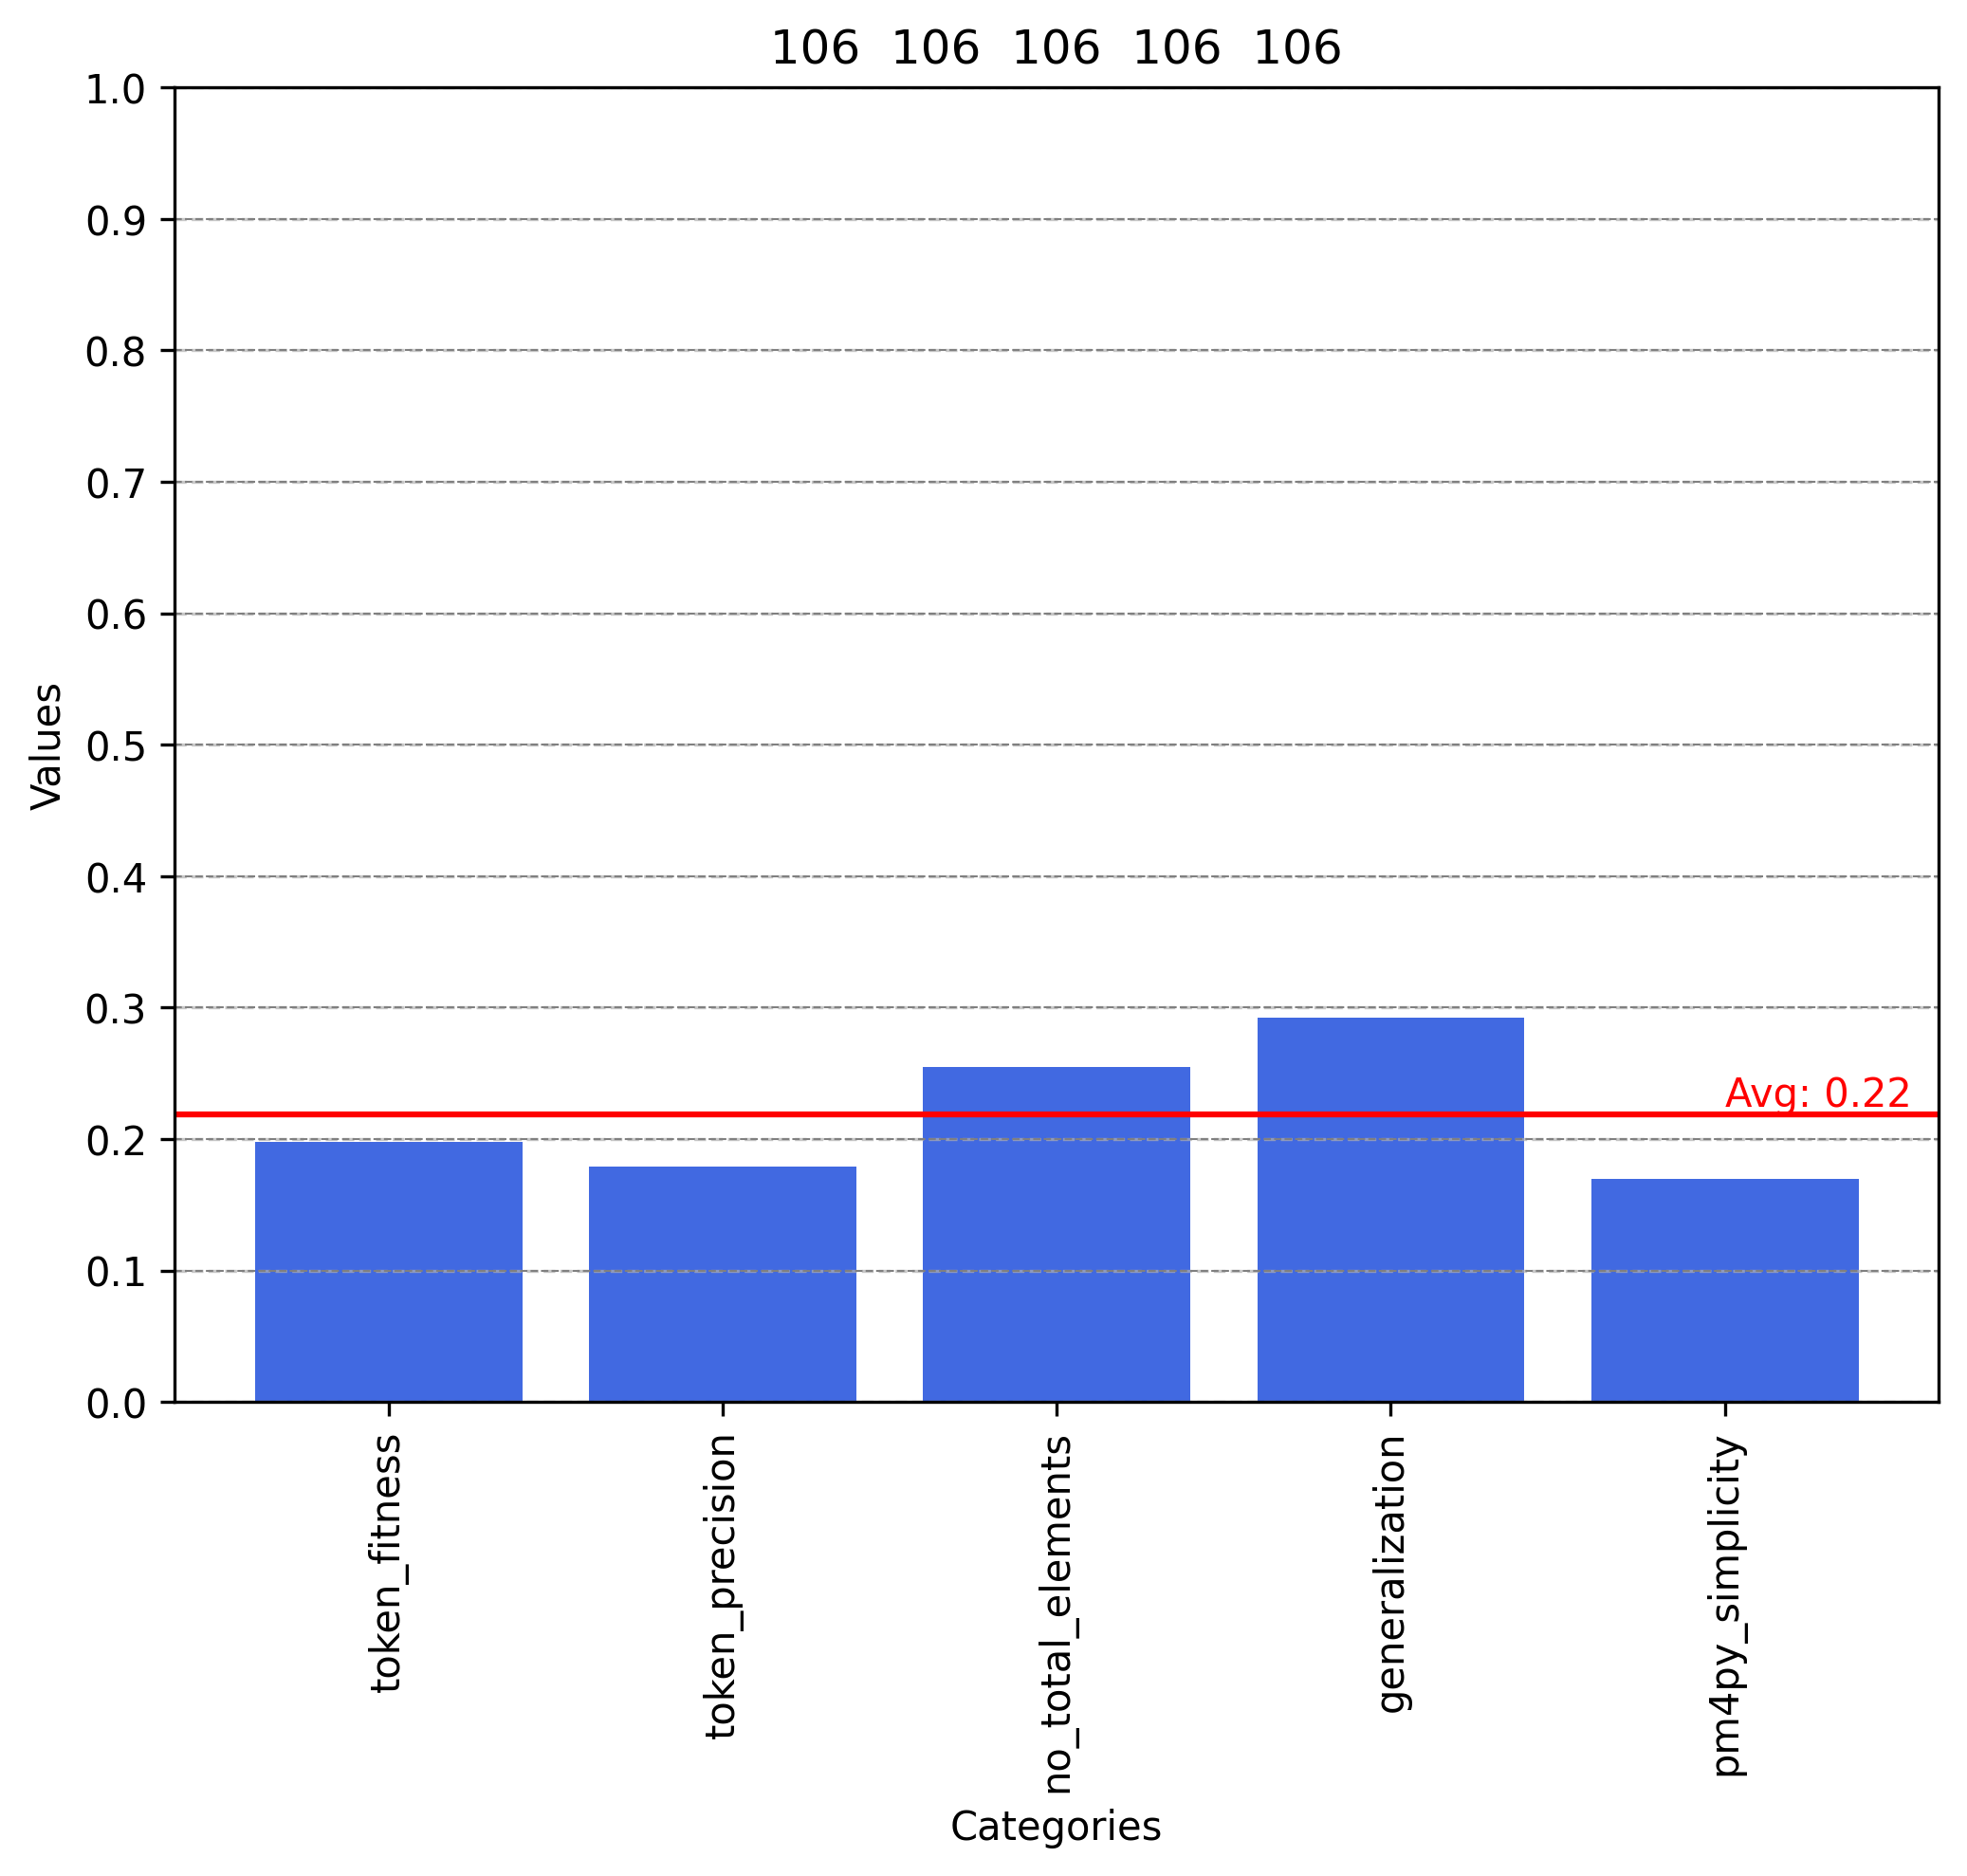 106 106 106 106 106
1.0
0.9
0.8
0.7
0.6
0.5
0.4
0.3
0.2
0.1
0.0
Values
Avg: 0.22
token_fitness
token_precision
no_total_elements
generalization
pm4py_simplicity
Categories